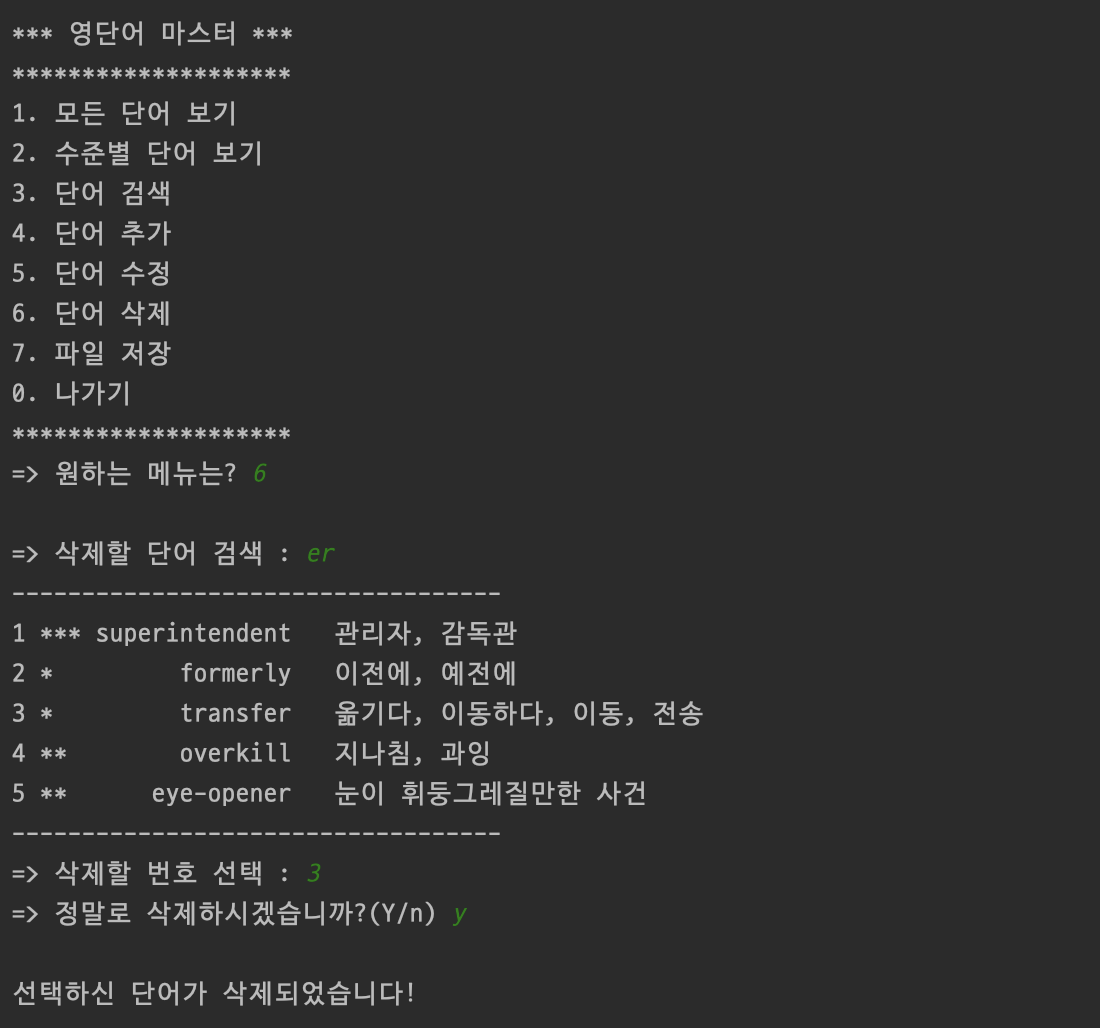 *** 영단어 마스터 ***
********************
1. 모든 단어 보기
2. 수준별 단어 보기
3. 단어 검색
4. 단어 추가
5. 단어 수정
6. 단어 삭제
7. 파일 저장
0. 나가기
********************
=> 원하는 메뉴는? 6
=> 삭제할 단어 검색 : er
-----------------------------------
1 *** superintendent 관리자, 감독관
2 * formerly 이전에, 예전에
3 * transfer 옮기다, 이동하다, 이동, 전송
4 ** overkill 지나침, 과잉
5 ** eye-opener 눈이 휘둥그레질만한 사건
-----------------------------------
=> 삭제할 번호 선택 : 3
=> 정말로 삭제하시겠습니까?(Y/n) y
선택하신 단어가 삭제되었습니다!